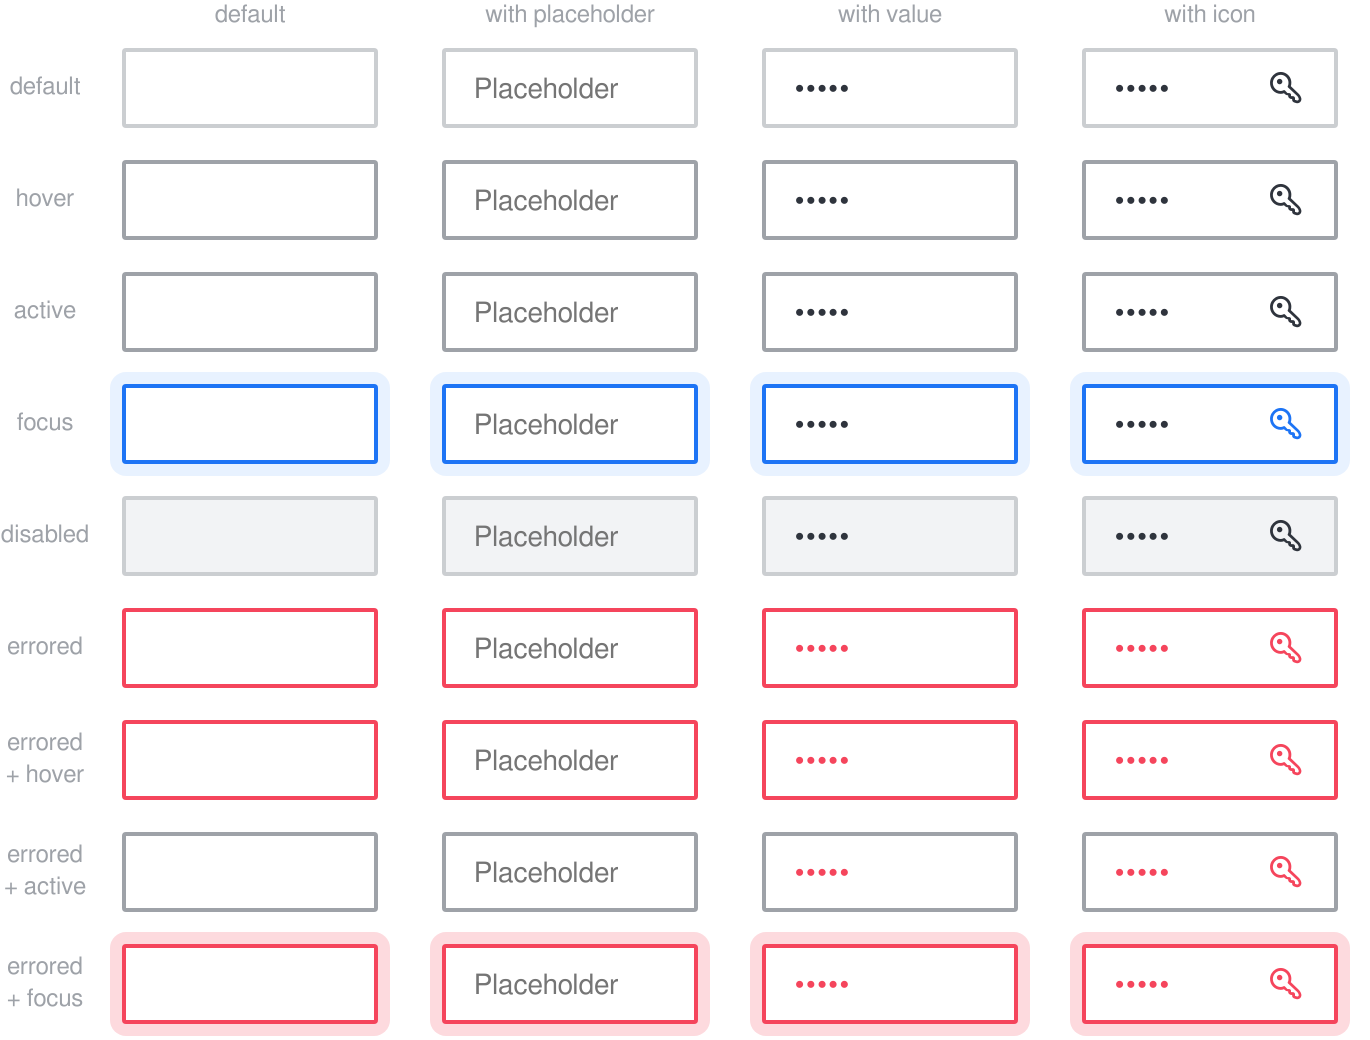 default with placeholder with value with icon
default Placeholder ••••• •••••
hover Placeholder ••••• •••••
active Placeholder ••••• •••••
focus Placeholder ••••• •••••
disabled Placeholder ••••• •••••
errored Placeholder ••••• •••••
errored
+ hover Placeholder ••••• •••••
errored
+ active Placeholder ••••• •••••
errored
+ focus Placeholder ••••• •••••